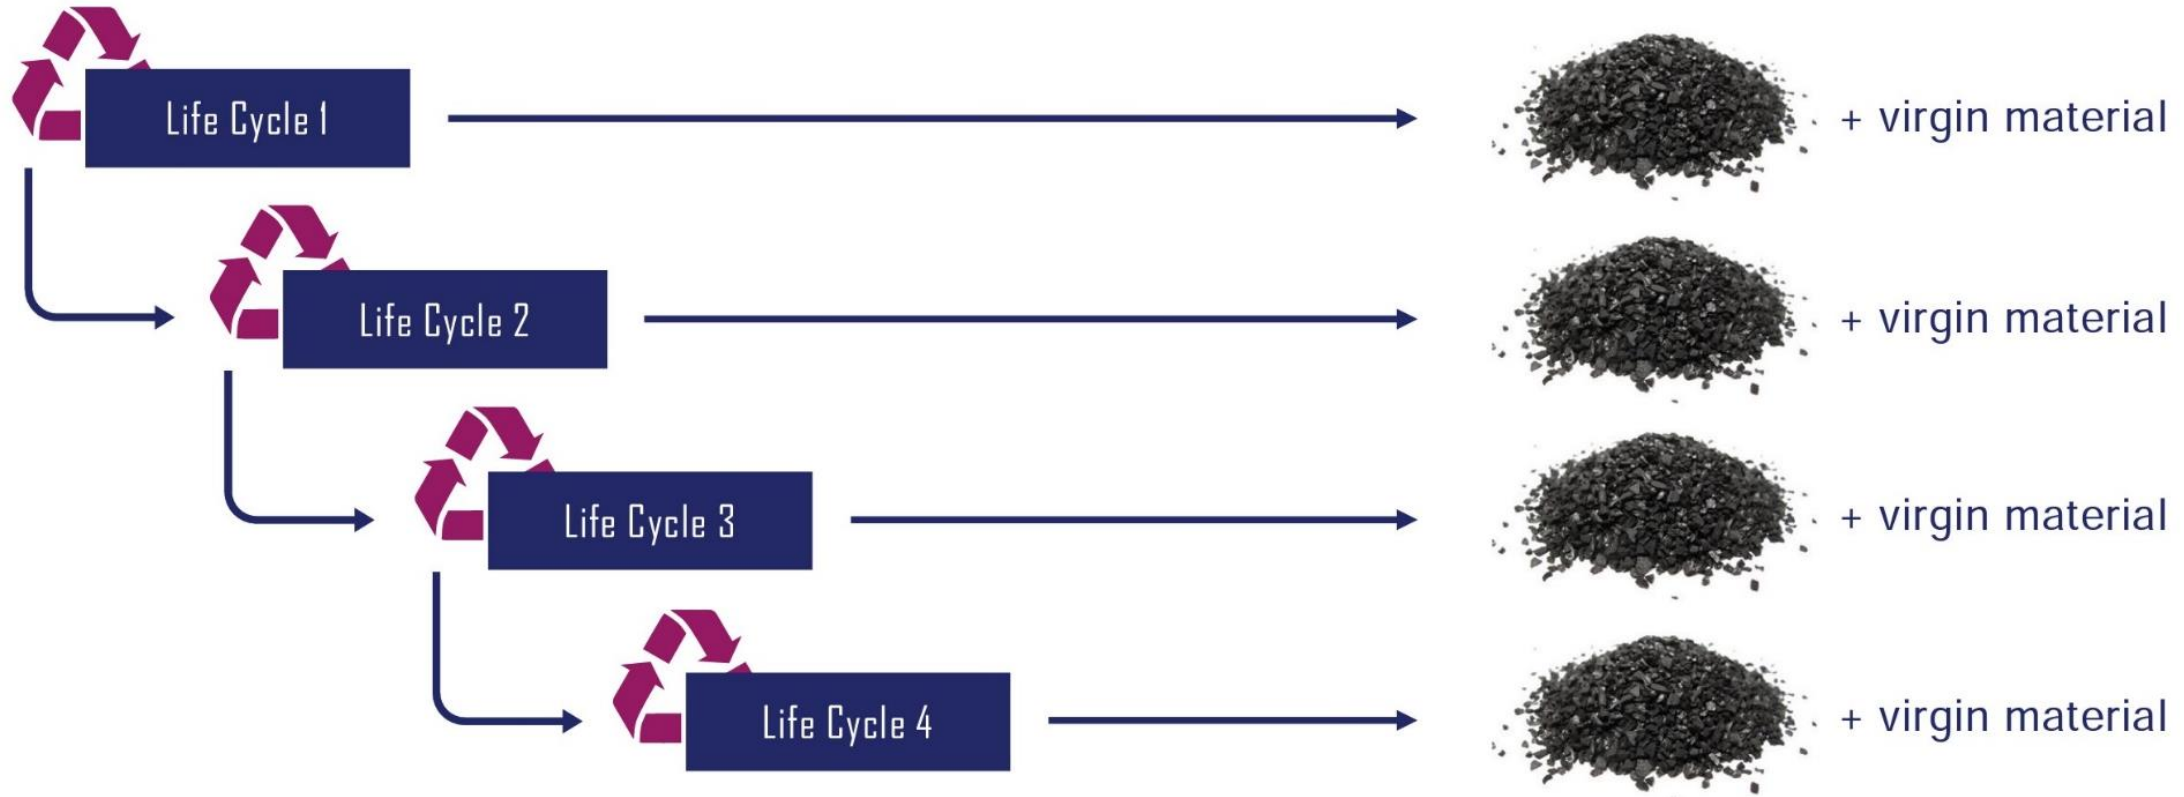 Life Cycle 1
+ virgin material
Life Cycle 2
+ virgin material
Life Cycle 3
+ virgin material
Life Cycle 4
+ virgin material